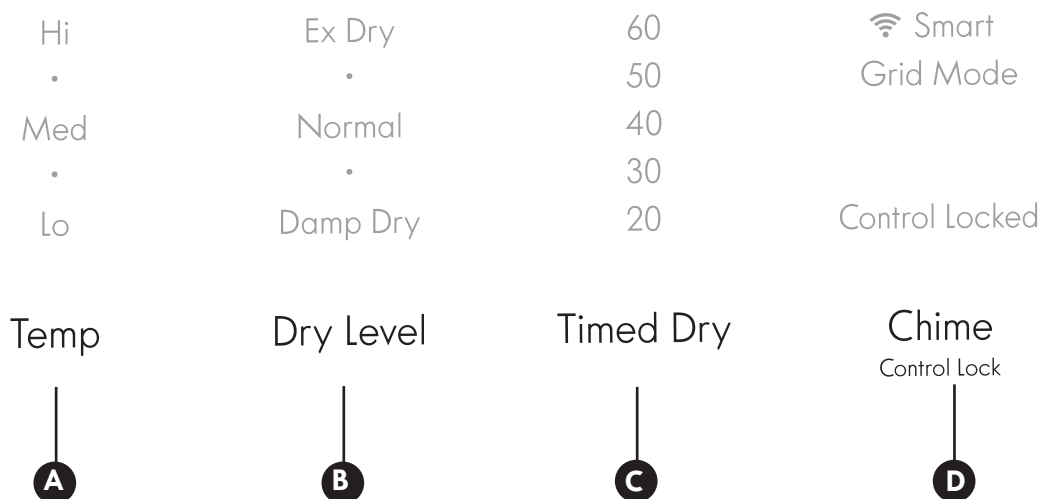 Hi Ex Dry 60 Smart
• • 50 Grid Mode
Med Normal 40
• • 30
Lo Damp Dry 20 Control Locked
Temp Dry Level Timed Dry Chime
Control Lock
A B C D